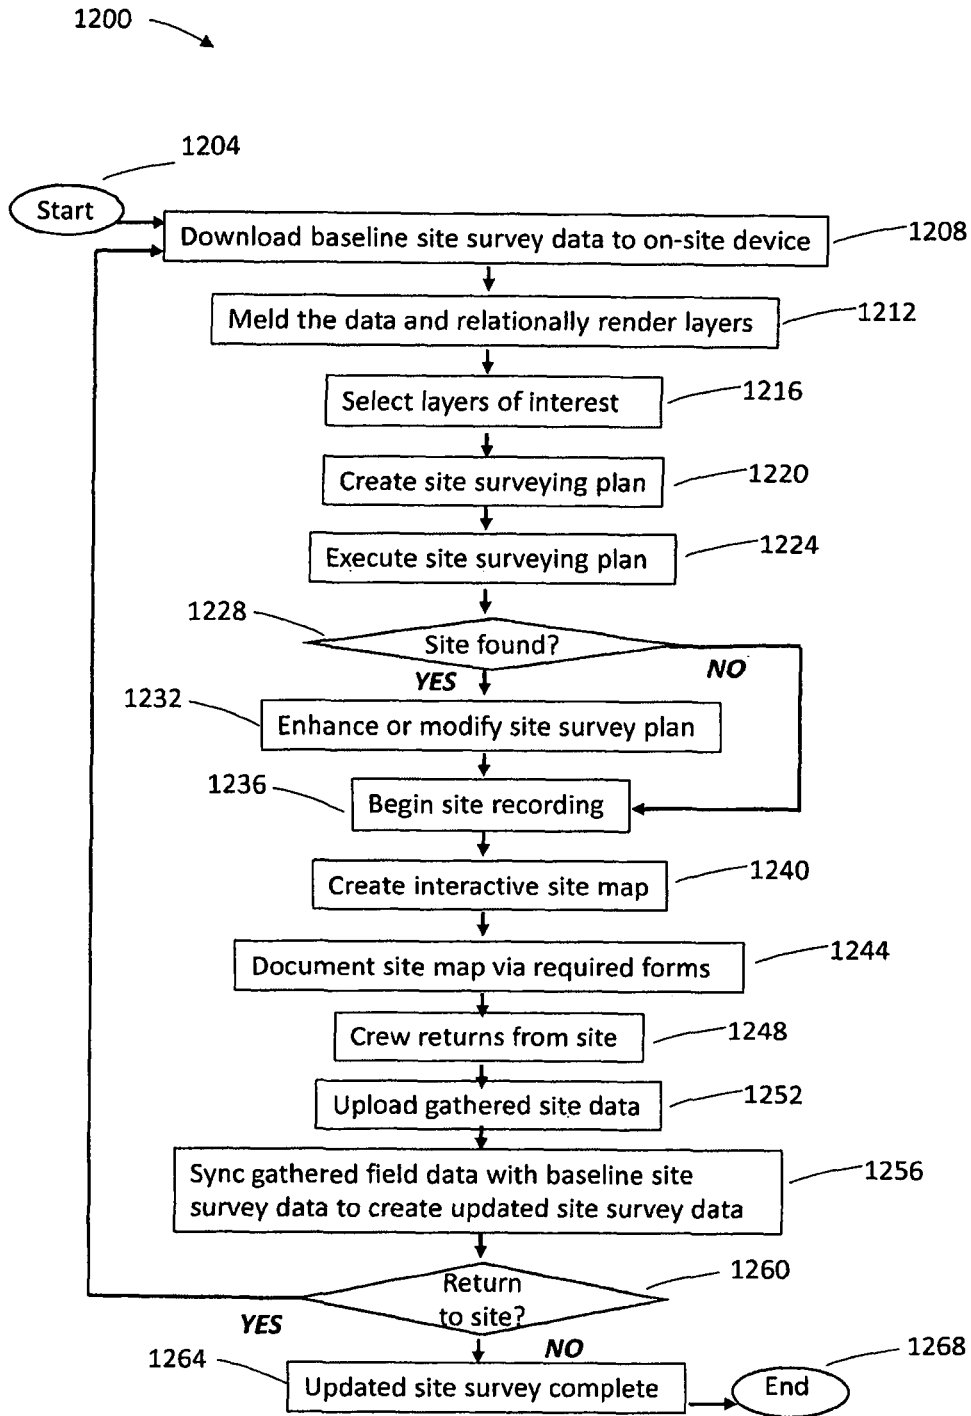 1200
1204
Start
Download baseline site survey data to on-site device
1208
Meld the data and relationally render layers
1212
Select layers of interest
1216
Create site surveying plan
1220
Execute site surveying plan
1224
1228
Site found?
YES
NO
1232
Enhance or modify site survey plan
1236
Begin site recording
Create interactive site map
1240
Document site map via required forms
1244
Crew returns from site
1248
Upload gathered site data
1252
Sync gathered field data with baseline site
survey data to create updated site survey data
1256
Return
to site?
1260
YES
NO
1264
Updated site survey complete
End
1268